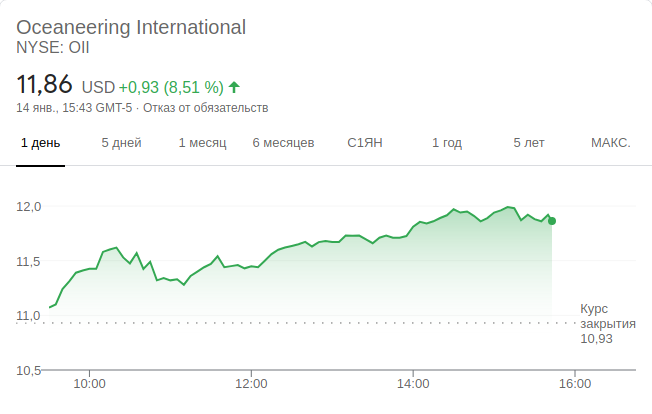 Oceaneering International
NYSE: OII
11,86 USD +0,93 (8,51 %)
14 янв., 15:43 GMT-5 · Отказ от обязательств
1 день 5 дней 1 месяц 6 месяцев С1ЯН 1 год 5 лет МАКС.
12,0
11,5
11,0
Курс
закрытия
10,93
10,5
10:00 12:00 14:00 16:00